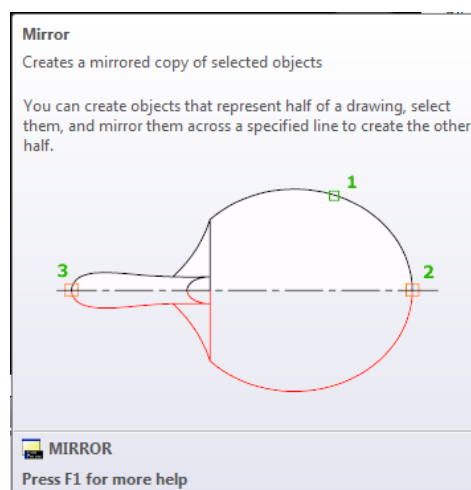 Mirror
Creates a mirrored copy of selected objects
You can create objects that represent half of a drawing, select
them, and mirror them across a specified line to create the other
half.
1
3
2
MIRROR
Press F1 for more help